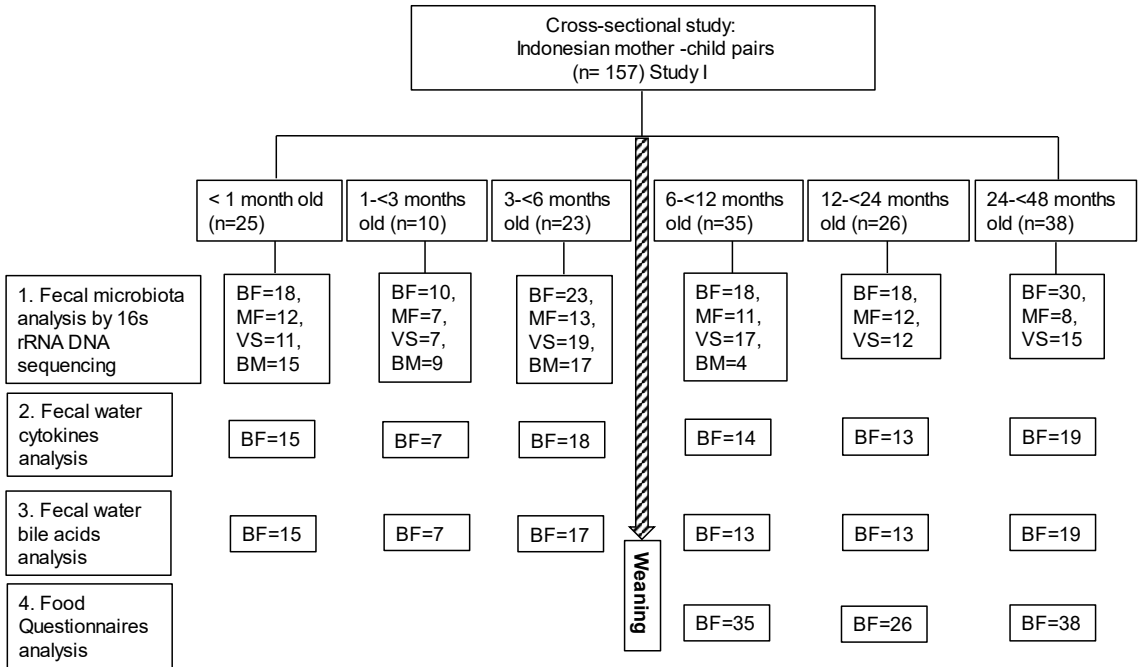 Cross-sectional study:
Indonesian mother -child pairs
(n= 157) Study I
< 1 month old
(n=25)
1-<3 months
old (n=10)
3-<6 months
old (n=23)
6-<12 months
old (n=35)
12-<24 months
old (n=26)
24-<48 months
old (n=38)
1. Fecal microbiota
analysis by 16s
rRNA DNA
sequencing
BF=18,
MF=12,
VS=11,
BM=15
BF=10,
MF=7,
VS=7,
BM=9
BF=23,
MF=13,
VS=19,
BM=17
BF=18,
MF=11,
VS=17,
BM=4
BF=18,
MF=12,
VS=12
BF=30,
MF=8,
VS=15
2. Fecal water
cytokines
analysis
BF=15
BF=7
BF=18
BF=14
BF=13
BF=19
3. Fecal water
bile acids
analysis
BF=15
BF=7
BF=17
BF=13
BF=13
BF=19
Weaning
4. Food
Questionnaires
analysis
BF=35
BF=26
BF=38